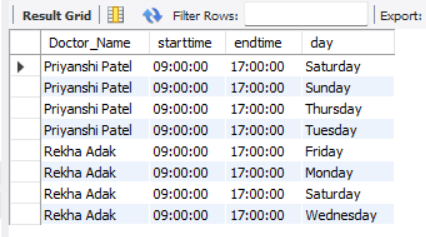 Result Grid Filter Rows: Export:
Doctor_Name starttime endtime day
Priyanshi Patel 09:00:00 17:00:00 Saturday
Priyanshi Patel 09:00:00 17:00:00 Sunday
Priyanshi Patel 09:00:00 17:00:00 Thursday
Priyanshi Patel 09:00:00 17:00:00 Tuesday
Rekha Adak 09:00:00 17:00:00 Friday
Rekha Adak 09:00:00 17:00:00 Monday
Rekha Adak 09:00:00 17:00:00 Saturday
Rekha Adak 09:00:00 17:00:00 Wednesday